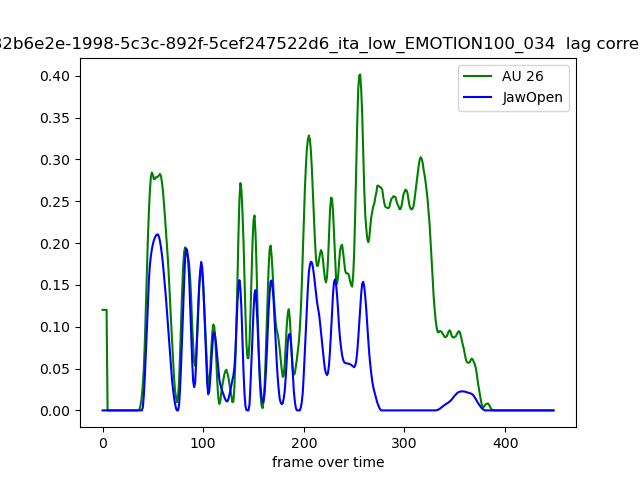 32b6e2e-1998-5c3c-892f-5cef247522d6_ita_low_EMOTION100_034 lag corre
AU 26
JawOpen
0.40
0.35
0.30
0.25
0.20
0.15
0.10
0.05
0.00
0 100 200 300 400
frame over time